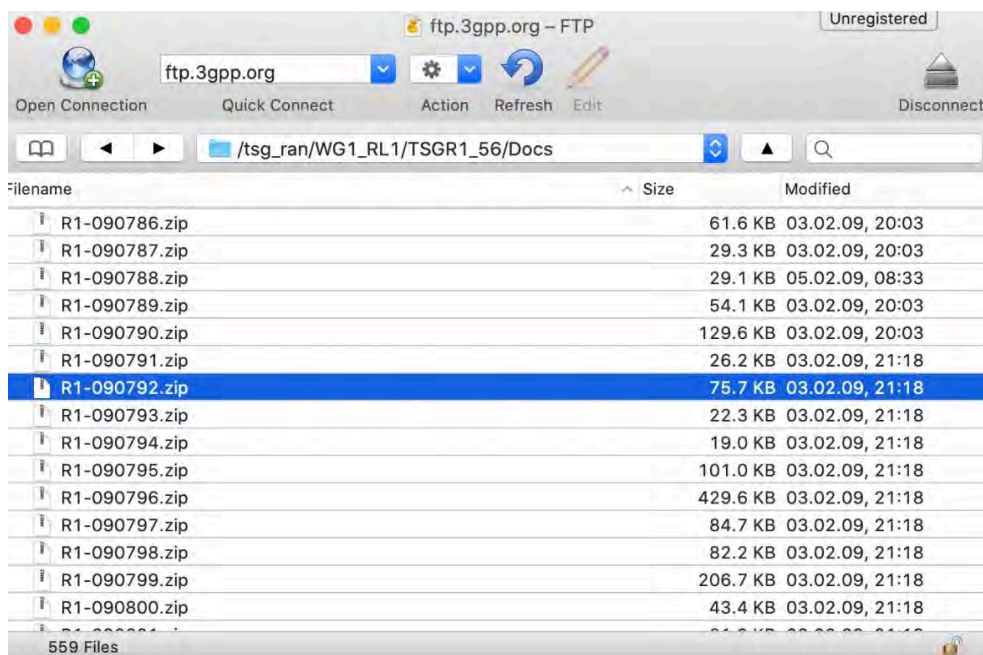 ftp.3gpp.org – FTP
Unregistered
ftp.3gpp.org
Open Connection Quick Connect Action Refresh Edit Disconnect
/tsg_ran/WG1_RL1/TSGR1_56/Docs
Filename Size Modified
R1-090786.zip 61.6 KB 03.02.09, 20:03
R1-090787.zip 29.3 KB 03.02.09, 20:03
R1-090788.zip 29.1 KB 05.02.09, 08:33
R1-090789.zip 54.1 KB 03.02.09, 20:03
R1-090790.zip 129.6 KB 03.02.09, 20:03
R1-090791.zip 26.2 KB 03.02.09, 21:18
R1-090792.zip 75.7 KB 03.02.09, 21:18
R1-090793.zip 22.3 KB 03.02.09, 21:18
R1-090794.zip 19.0 KB 03.02.09, 21:18
R1-090795.zip 101.0 KB 03.02.09, 21:18
R1-090796.zip 429.6 KB 03.02.09, 21:18
R1-090797.zip 84.7 KB 03.02.09, 21:18
R1-090798.zip 82.2 KB 03.02.09, 21:18
R1-090799.zip 206.7 KB 03.02.09, 21:18
R1-090800.zip 43.4 KB 03.02.09, 21:18
559 Files